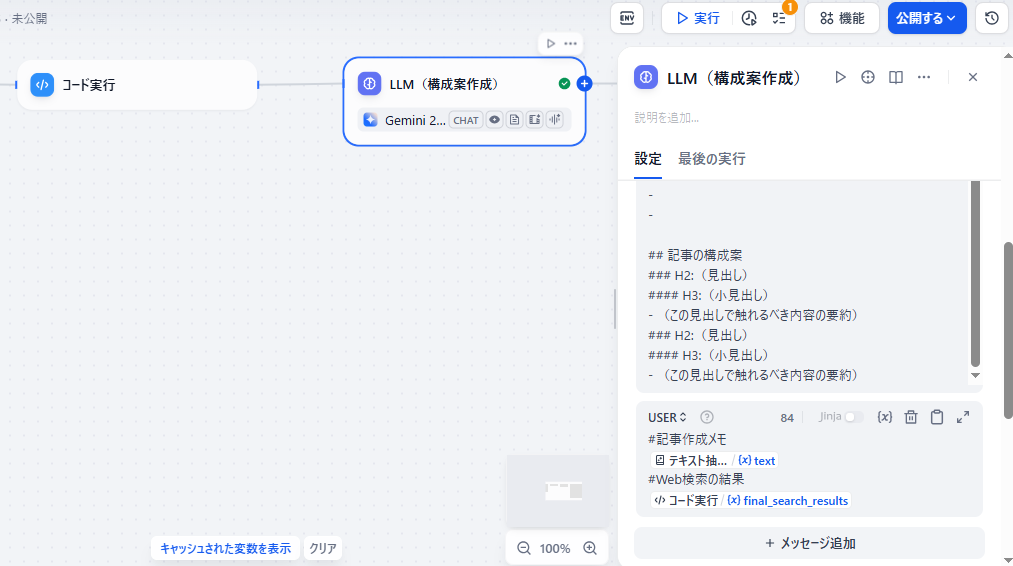 · 未公開
ENV
実行
1
機能
公開する
コード実行
LLM（構成案作成）
Gemini 2...
CHAT
キャッシュされた変数を表示
クリア
100%
LLM（構成案作成）
説明を追加...
設定
最後の実行
-
-
## 記事の構成案
### H2:（見出し）
#### H3:（小見出し）
- （この見出しで触れるべき内容の要約）
### H2:（見出し）
#### H3:（小見出し）
- （この見出しで触れるべき内容の要約）
USER
84
Jinja
{x}
#記事作成メモ
テキスト抽... / {x} text
#Web検索の結果
コード実行 / {x} final_search_results
+ メッセージ追加